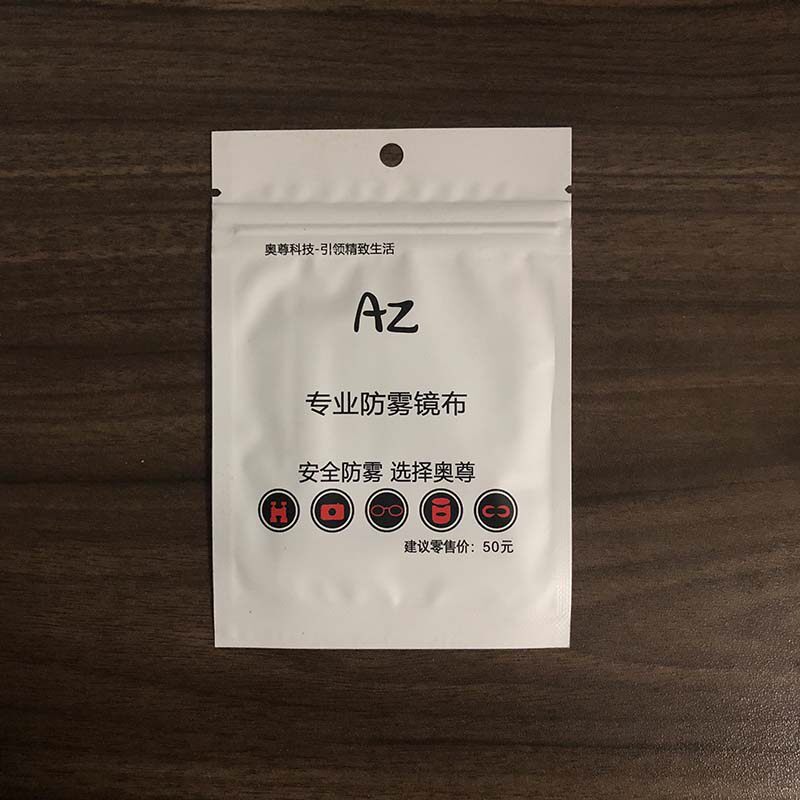 奥尊科技-引领精致生活
AZ
专业防雾镜布
安全防雾 选择奥尊
建议零售价：50元